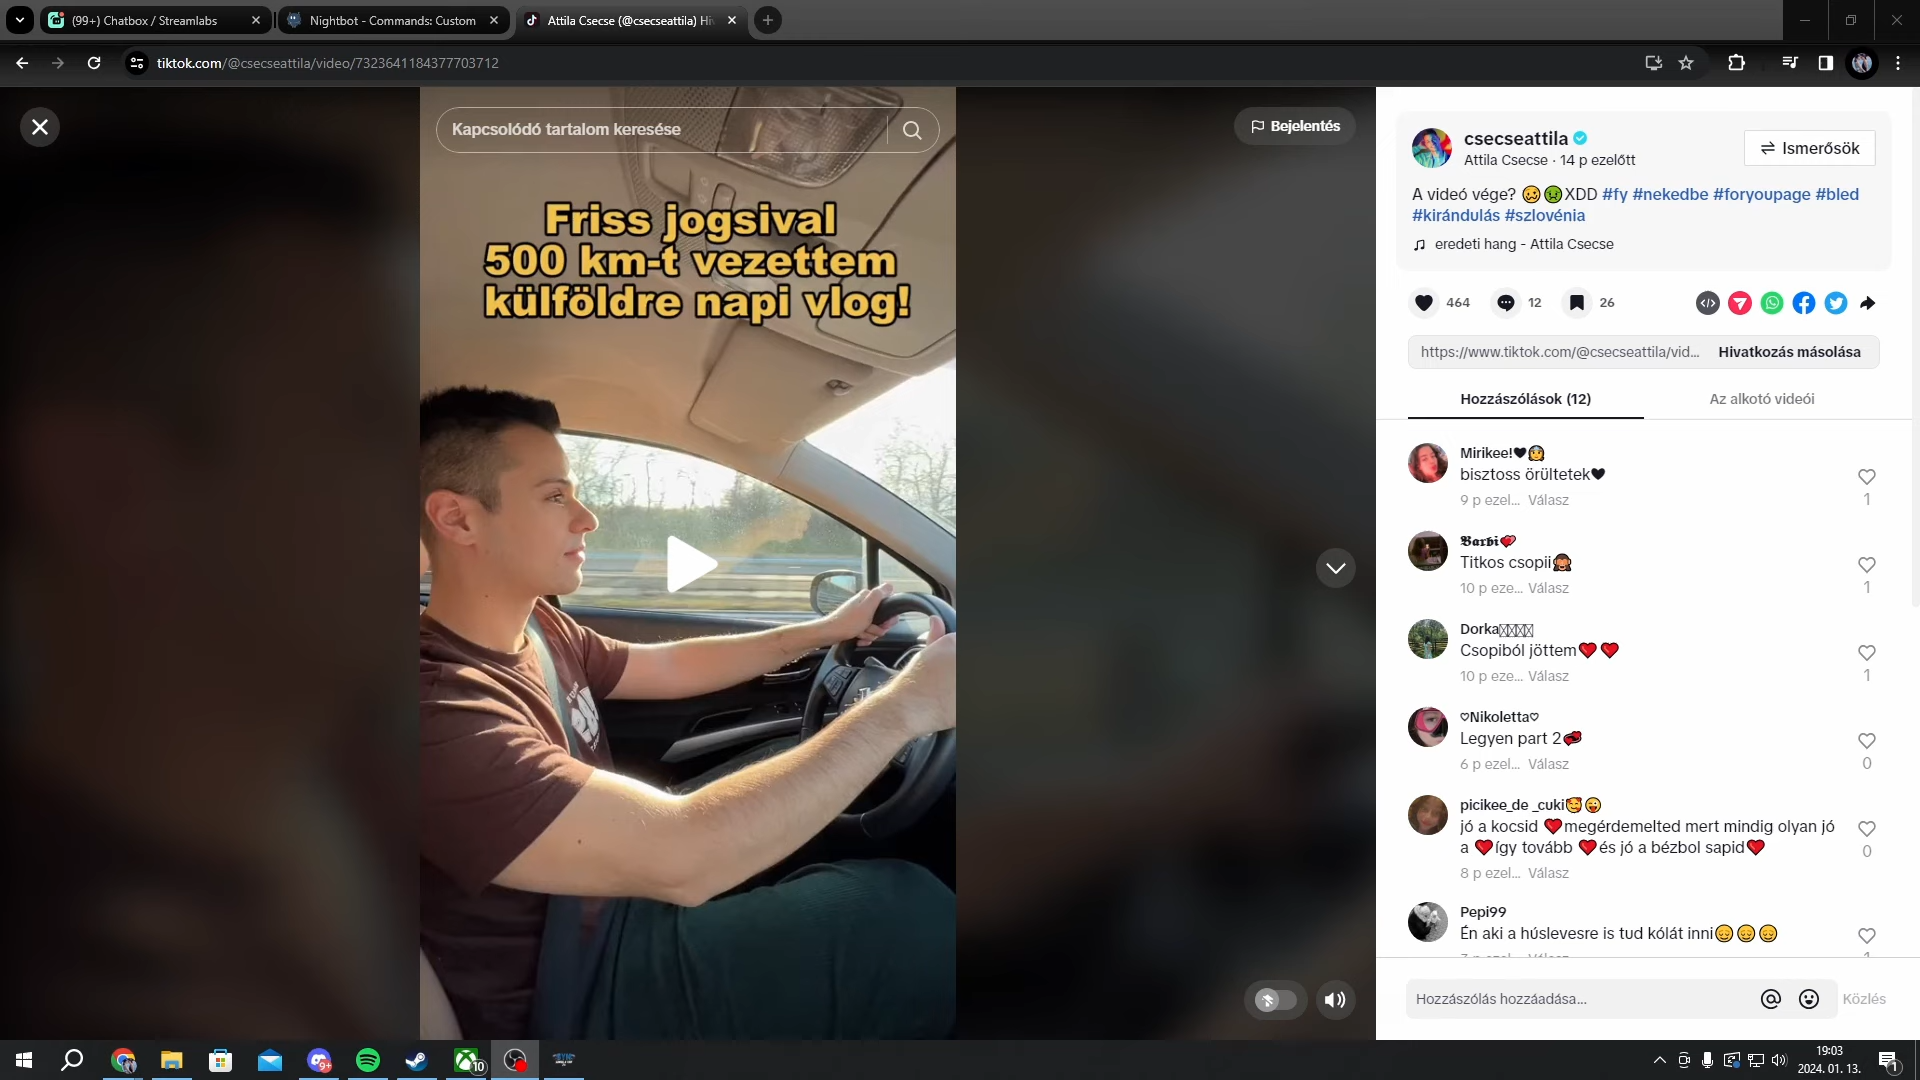 (99+) Chatbox / Streamlabs
Nightbot - Commands: Custom
Attila Csecse (@csecseattila) Hi
tiktok.com/@csecseattila/video/7323641184377703712
Kapcsolódó tartalom keresése
Bejelentés
Friss jogsival
500 km-t vezettem
külföldre napi vlog!
csecseattila
Attila Csecse · 14 p ezelőtt
Ismerősök
A videó vége? 🥴🤢XDD #fy #nekedbe #foryoupage #bled
#kirándulás #szlovénia
eredeti hang - Attila Csecse
464
12
26
https://www.tiktok.com/@csecseattila/vid...
Hivatkozás másolása
Hozzászólások (12)
Az alkotó videói
Mirikee!🖤👰
bisztoss örültetek🖤
9 p ezel... Válasz
1
𝕭𝖆𝖗𝖇𝖎💕
Titkos csopii🙈
10 p eze... Válasz
1
Dorka
Csopiból jöttem❤️❤️
10 p eze... Válasz
1
♡Nikoletta♡
Legyen part 2💋
6 p ezel... Válasz
0
picikee_de _cuki🥰😜
jó a kocsid ❤️megérdemelted mert mindig olyan jó
a ❤️így tovább ❤️és jó a bézbol sapid❤️
8 p ezel... Válasz
0
Pepi99
Én aki a húslevesre is tud kólát inni😌😌😌
Hozzászólás hozzáadása...
Közlés
9+
10
19:03
2024. 01. 13.
1